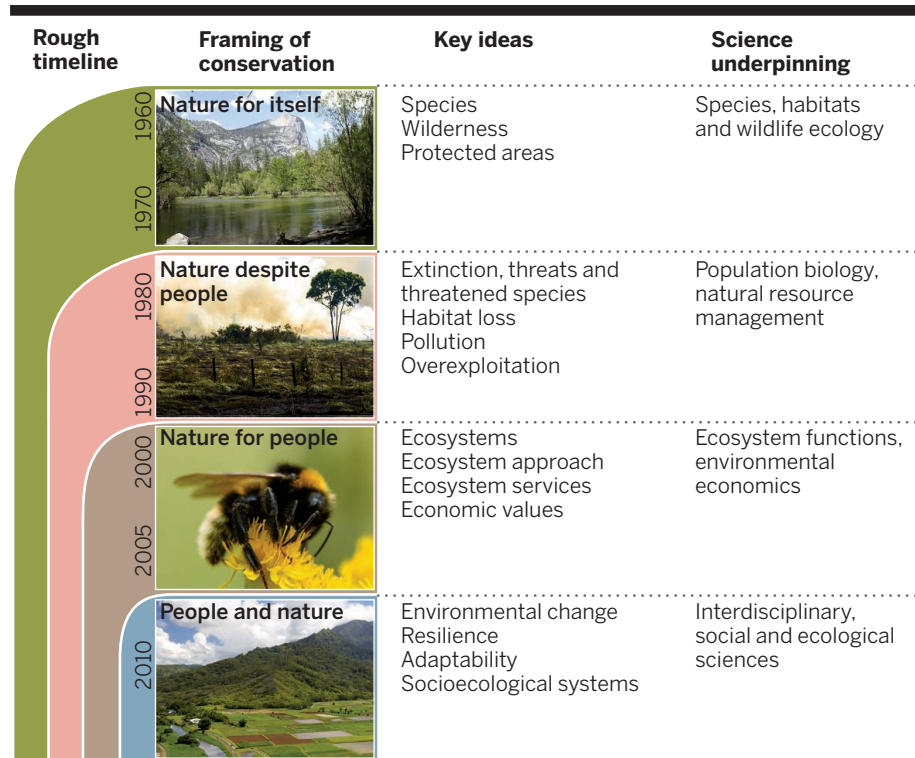 Rough
timeline
Framing of
conservation
Key ideas
Science
underpinning
1960
1970
Nature for itself
Species
Wilderness
Protected areas
Species, habitats
and wildlife ecology
1980
1990
Nature despite
people
Extinction, threats and
threatened species
Habitat loss
Pollution
Overexploitation
Population biology,
natural resource
management
2000
2005
Nature for people
Ecosystems
Ecosystem approach
Ecosystem services
Economic values
Ecosystem functions,
environmental
economics
2010
People and nature
Environmental change
Resilience
Adaptability
Socioecological systems
Interdisciplinary,
social and ecological
sciences